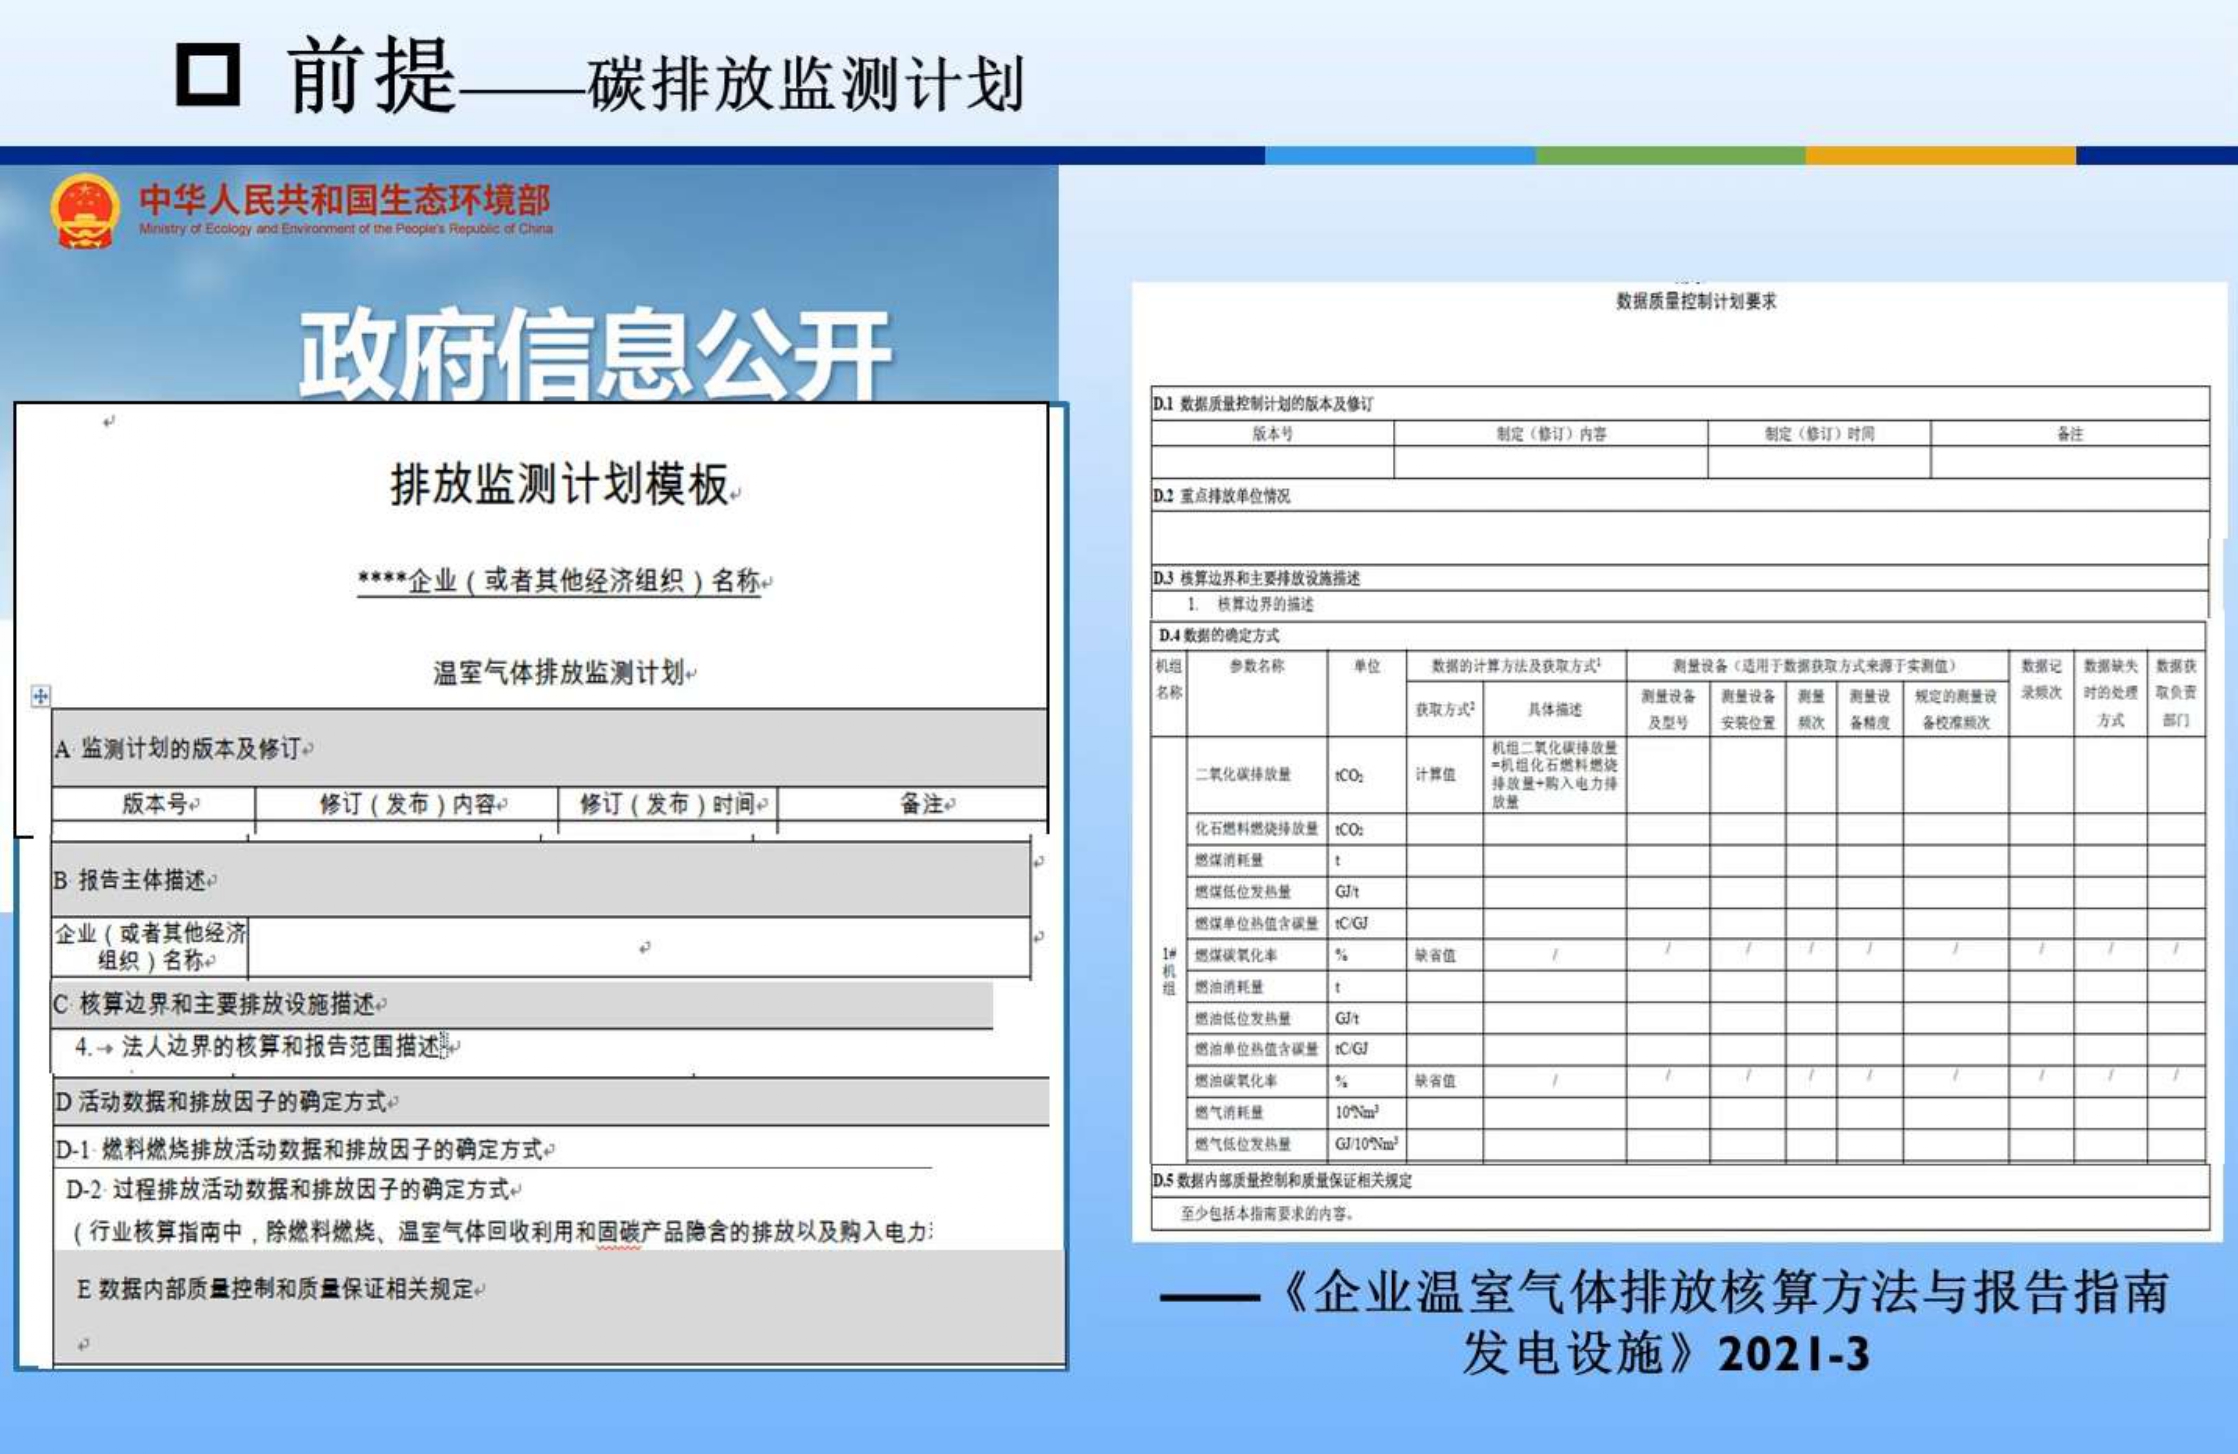 前提——碳排放监测计划
中华人民共和国生态环境部
Ministry of Ecology and Environment of the People's Republic of China
政府信息公开
排放监测计划模板
****企业（或者其他经济组织）名称
温室气体排放监测计划
A 监测计划的版本及修订
版本号 修订（发布）内容 修订（发布）时间 备注
B 报告主体描述
企业（或者其他经济
组织）名称
C 核算边界和主要排放设施描述
4.→ 法人边界的核算和报告范围描述
D 活动数据和排放因子的确定方式
D-1 燃料燃烧排放活动数据和排放因子的确定方式
D-2 过程排放活动数据和排放因子的确定方式
（行业核算指南中，除燃料燃烧、温室气体回收利用和固碳产品隐含的排放以及购入电力
E 数据内部质量控制和质量保证相关规定
数据质量控制计划要求
D.1 数据质量控制计划的版本及修订
版本号 制定（修订）内容 制定（修订）时间 备注
D.2 重点排放单位情况
D.3 核算边界和主要排放设施描述
1. 核算边界的描述
D.4 数据的确定方式
机组 参数名称 单位 数据的计算方法及获取方式1 测量设备（适用于数据获取方式来源于实测值） 数据记 数据缺失 数据获
名称 获取方式2 具体描述 测量设备 测量设备 测量 测量设 规定的测量设 录频次 时的处理 取负责
及型号 安装位置 频次 备精度 备校准频次 方式 部门
二氧化碳排放量 tCO2 计算值 机组二氧化碳排放量
=机组化石燃料燃烧
排放量+购入电力排
放量
化石燃料燃烧排放量 tCO2
燃煤消耗量 t
燃煤低位发热量 GJ/t
燃煤单位热值含碳量 tC/GJ
1#
机
组
燃煤碳氧化率 % 缺省值 / / / / / / / / /
燃油消耗量 t
燃油低位发热量 GJ/t
燃油单位热值含碳量 tC/GJ
燃油碳氧化率 % 缺省值 / / / / / / / / /
燃气消耗量 10⁴Nm³
燃气低位发热量 GJ/10⁴Nm³
D.5 数据内部质量控制和质量保证相关规定
至少包括本指南要求的内容。
——《企业温室气体排放核算方法与报告指南
发电设施》2021-3